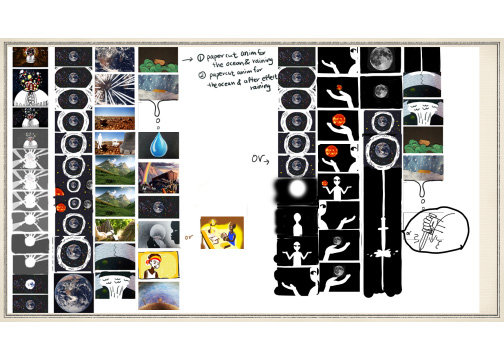 ① papercut anim for
the ocean & raining
② papercut anim for
the ocean & after effect
raining
or
or